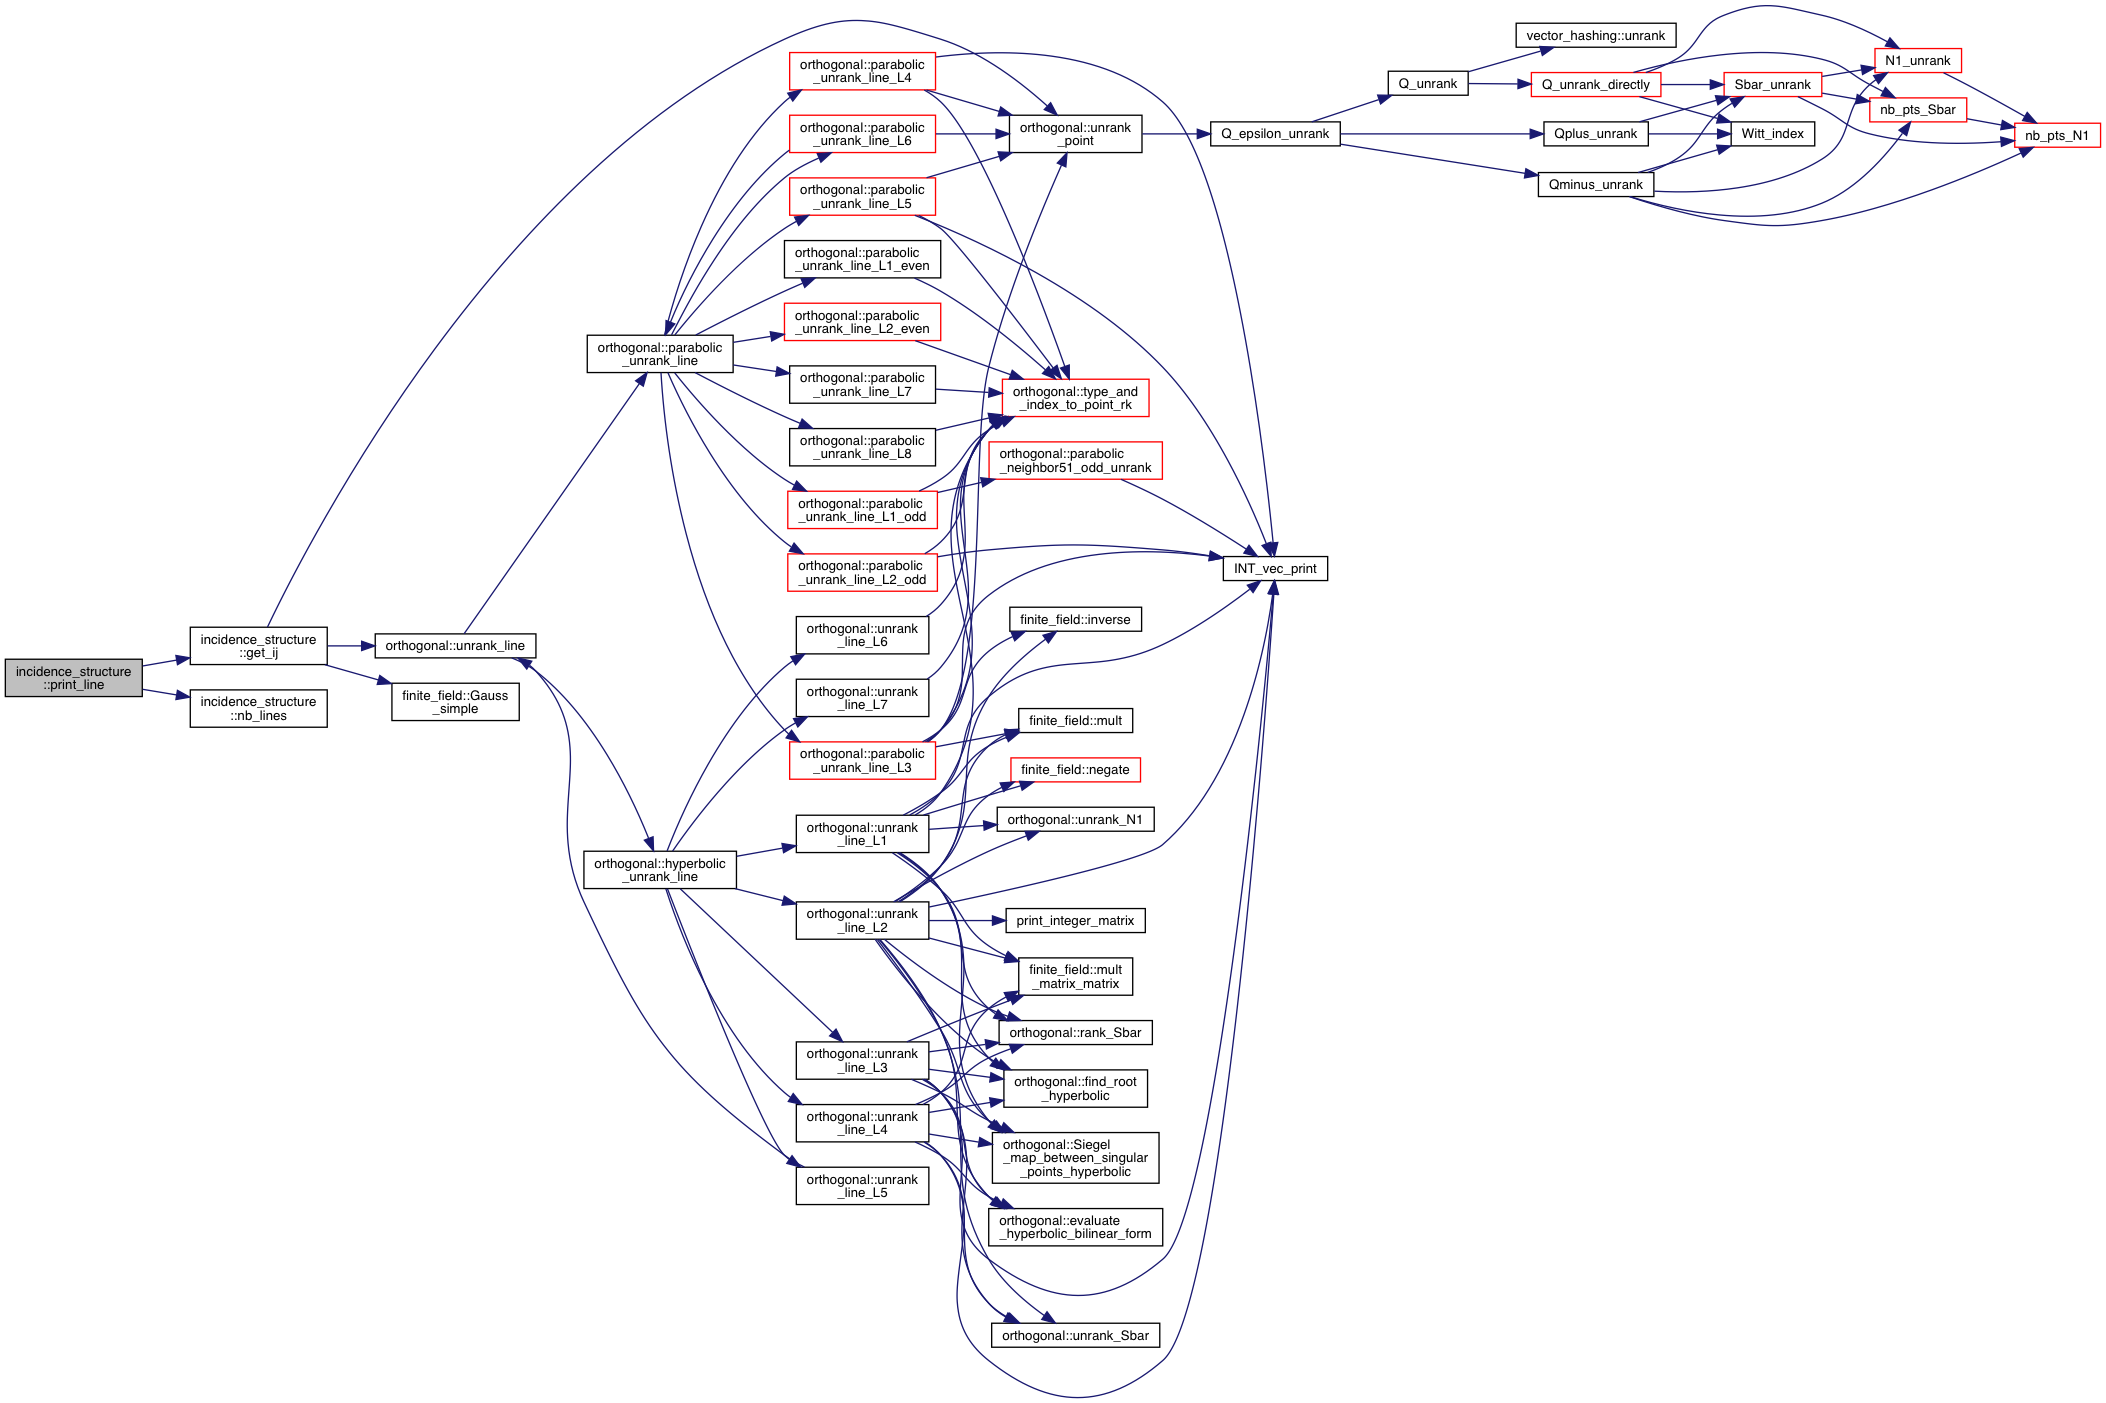 incidence_structure
::print_line
incidence_structure
::get_ij
incidence_structure
::nb_lines
orthogonal::unrank_line
finite_field::Gauss
_simple
orthogonal::parabolic
_unrank_line
orthogonal::hyperbolic
_unrank_line
orthogonal::parabolic
_unrank_line_L4
orthogonal::parabolic
_unrank_line_L6
orthogonal::parabolic
_unrank_line_L5
orthogonal::parabolic
_unrank_line_L1_even
orthogonal::parabolic
_unrank_line_L2_even
orthogonal::parabolic
_unrank_line_L7
orthogonal::parabolic
_unrank_line_L8
orthogonal::parabolic
_unrank_line_L1_odd
orthogonal::parabolic
_unrank_line_L2_odd
orthogonal::unrank
_line_L6
orthogonal::unrank
_line_L7
orthogonal::parabolic
_unrank_line_L3
orthogonal::unrank
_line_L1
orthogonal::unrank
_line_L2
orthogonal::unrank
_line_L3
orthogonal::unrank
_line_L4
orthogonal::unrank
_line_L5
orthogonal::unrank
_point
orthogonal::type_and
_index_to_point_rk
orthogonal::parabolic
_neighbor51_odd_unrank
finite_field::inverse
finite_field::mult
finite_field::negate
orthogonal::unrank_N1
print_integer_matrix
finite_field::mult
_matrix_matrix
orthogonal::rank_Sbar
orthogonal::find_root
_hyperbolic
orthogonal::Siegel
_map_between_singular
_points_hyperbolic
orthogonal::evaluate
_hyperbolic_bilinear_form
orthogonal::unrank_Sbar
Q_epsilon_unrank
INT_vec_print
Q_unrank
vector_hashing::unrank
Q_unrank_directly
Qplus_unrank
Qminus_unrank
Sbar_unrank
Witt_index
N1_unrank
nb_pts_Sbar
nb_pts_N1